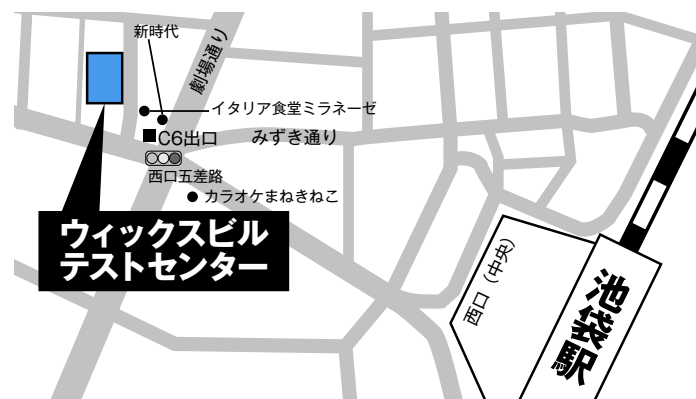 新時代
劇場通り
イタリア食堂ミラネーゼ
C6出口
みずき通り
西口五差路
カラオケまねきねこ
ウィックスビル
テストセンター
西口（中央）
池袋駅